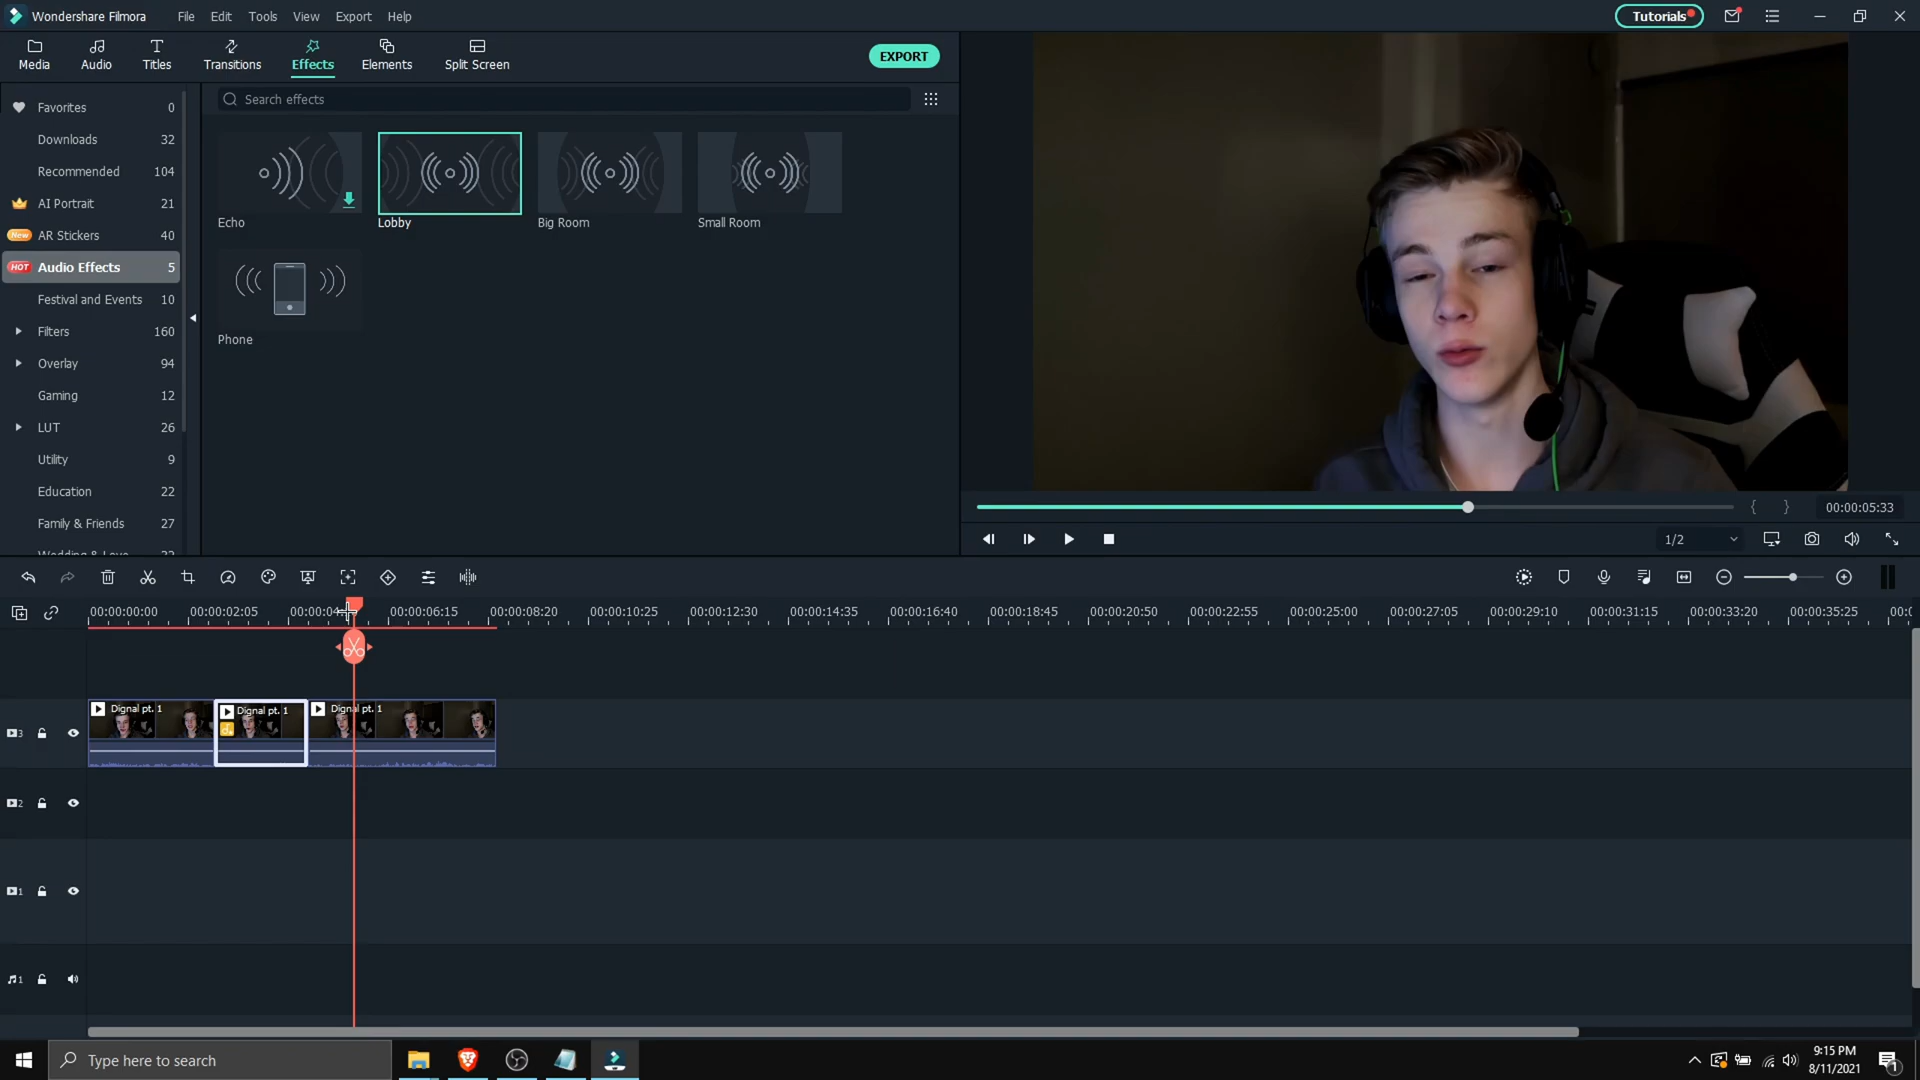 Wondershare Filmora File Edit Tools View Export Help Tutorials
Media Audio Titles Transitions Effects Elements Split Screen EXPORT
Favorites 0
Downloads 32
Recommended 104
AI Portrait 21
New AR Stickers 40
HOT Audio Effects 5
Festival and Events 10
Filters 160
Overlay 94
Gaming 12
LUT 26
Utility 9
Education 22
Family & Friends 27
Search effects
Echo Lobby Big Room Small Room
Phone
00:00:05:33
1/2
00:00:00:00 00:00:02:05 00:00:06:15 00:00:08:20 00:00:10:25 00:00:12:30 00:00:14:35 00:00:16:40 00:00:18:45 00:00:20:50 00:00:22:55 00:00:25:00 00:00:27:05 00:00:29:10 00:00:31:15 00:00:33:20 00:00:35:25
Dignal pt. 1 Dignal pt. 1 Dignal pt. 1
3
2
1
1
Type here to search
9:15 PM
8/11/2021
1